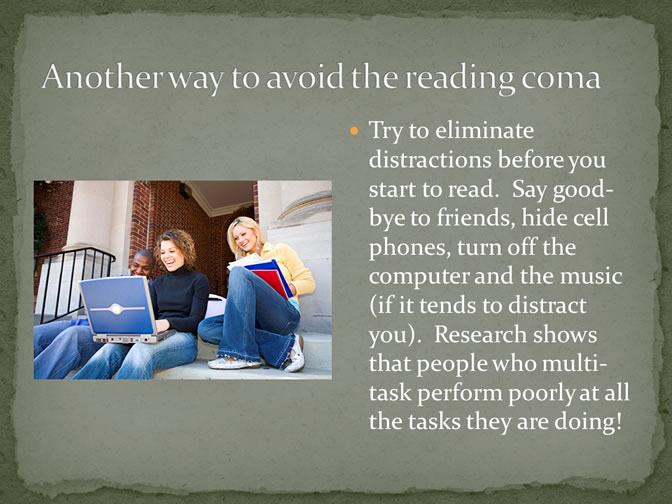 Another way to avoid the reading coma
Try to eliminate
distractions before you
start to read.  Say good-
bye to friends, hide cell
phones, turn off the
computer and the music
(if it tends to distract
you).  Research shows
that people who multi-
task perform poorly at all
the tasks they are doing!